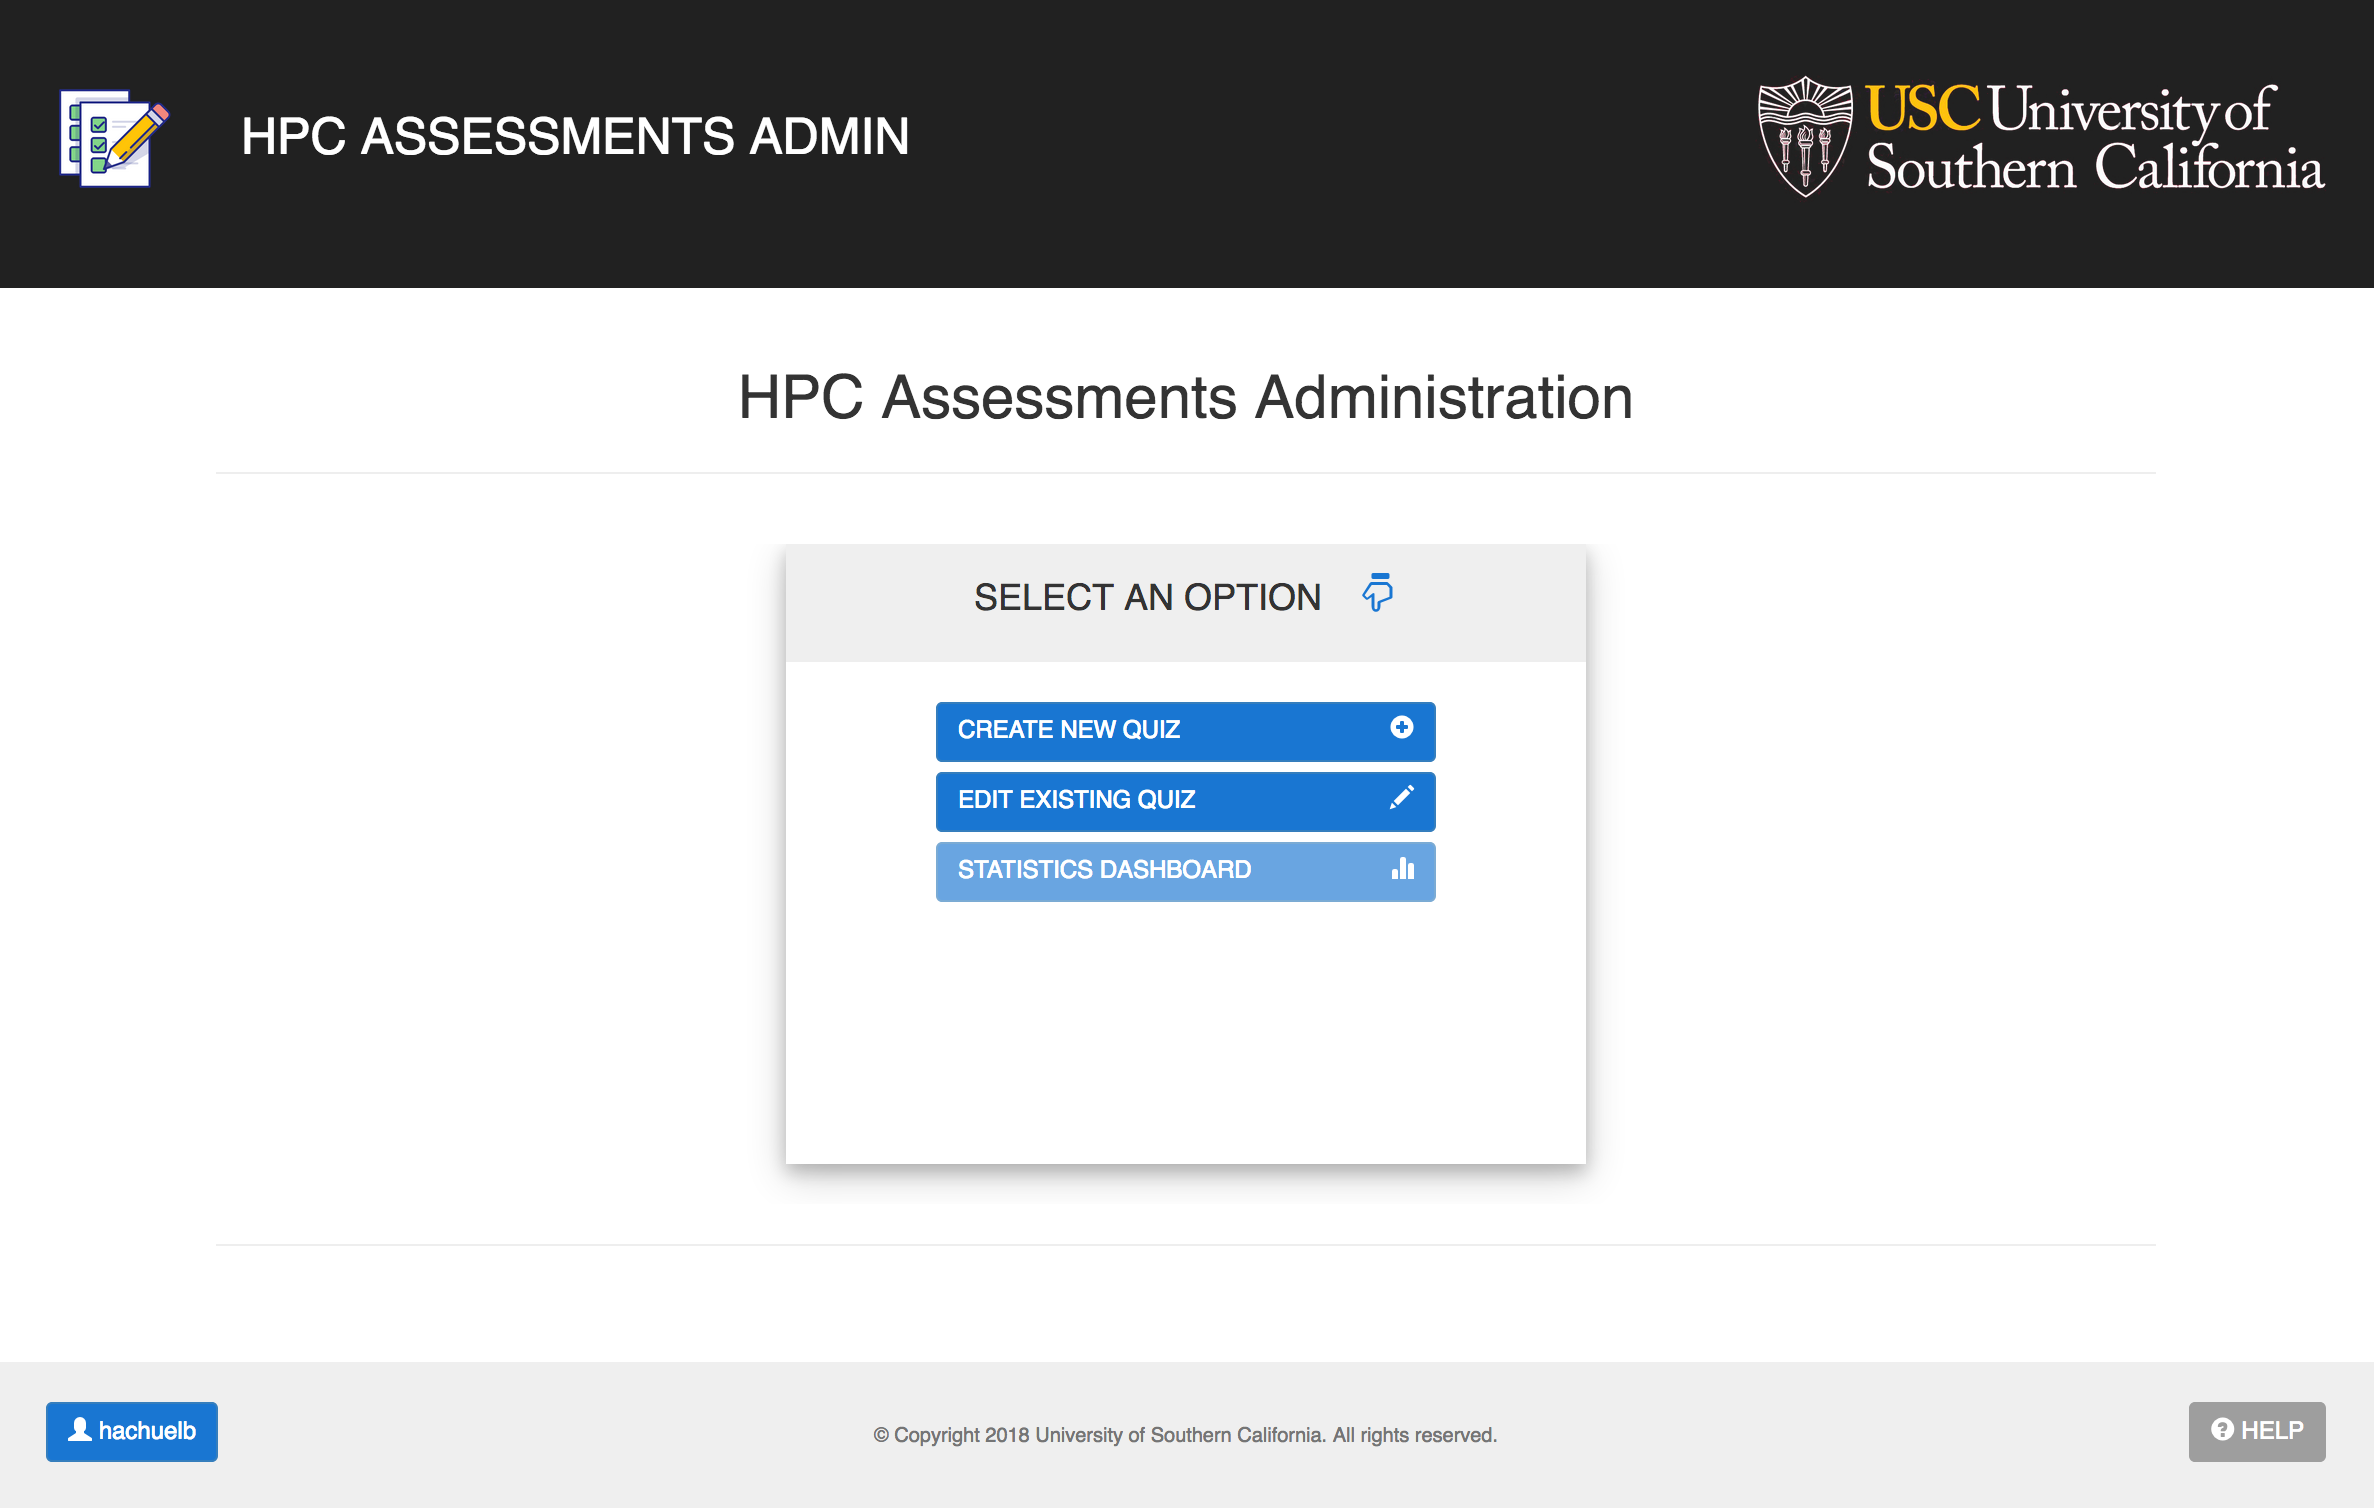 HPC ASSESSMENTS ADMIN
USC University of
Southern California
HPC Assessments Administration
SELECT AN OPTION
CREATE NEW QUIZ
EDIT EXISTING QUIZ
STATISTICS DASHBOARD
hachuelb
© Copyright 2018 University of Southern California. All rights reserved.
HELP